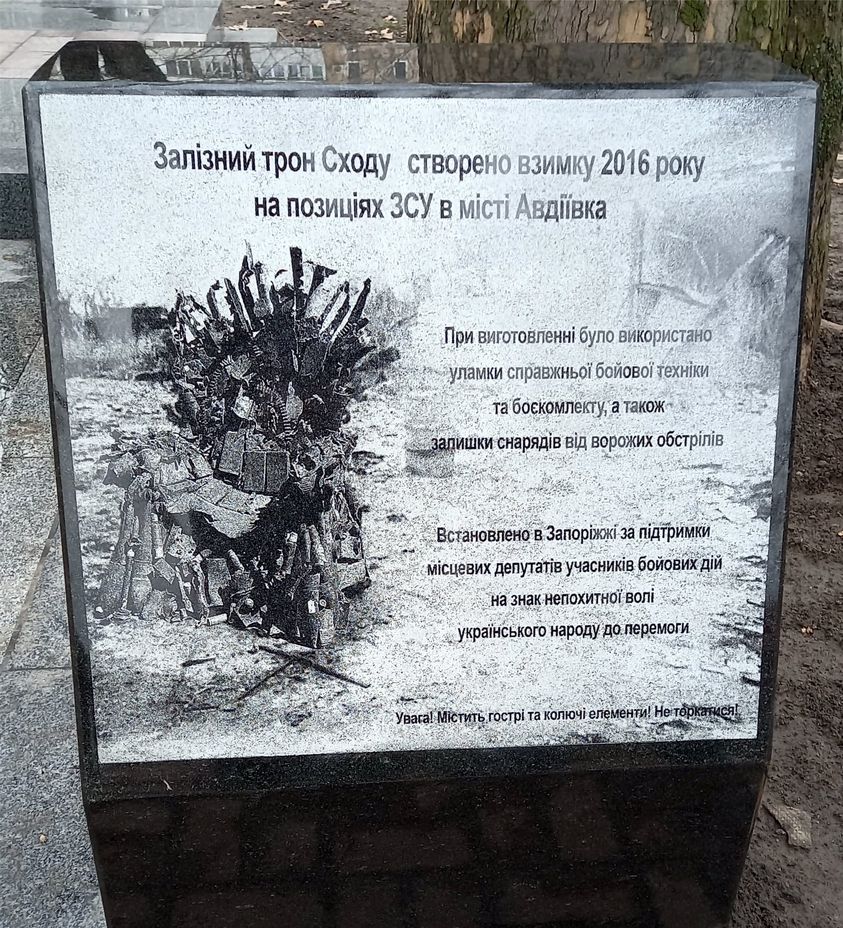 Залізний трон Сходу створено взимку 2016 року
на позиціях ЗСУ в місті Авдіївка
При виготовленні було використано
уламки справжньої бойової техніки
та боєкомлекту, а також
залишки снарядів від ворожих обстрілів
Встановлено в Запоріжжі за підтримки
місцевих депутатів учасників бойових дій
на знак непохитної волі
українського народу до перемоги
Увага! Містить гострі та колючі елементи! Не торкатися!